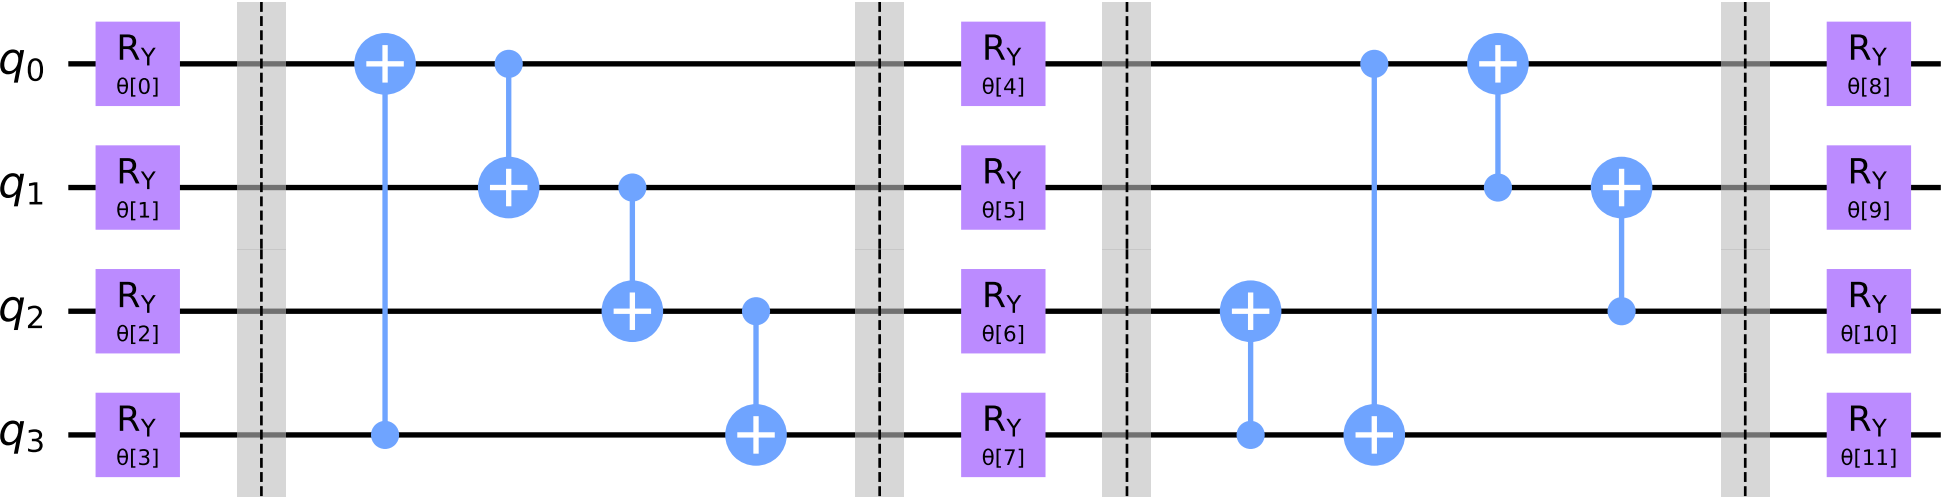 q0 RY θ[0] RY θ[4] RY θ[8]
q1 RY θ[1] RY θ[5] RY θ[9]
q2 RY θ[2] RY θ[6] RY θ[10]
q3 RY θ[3] RY θ[7] RY θ[11]